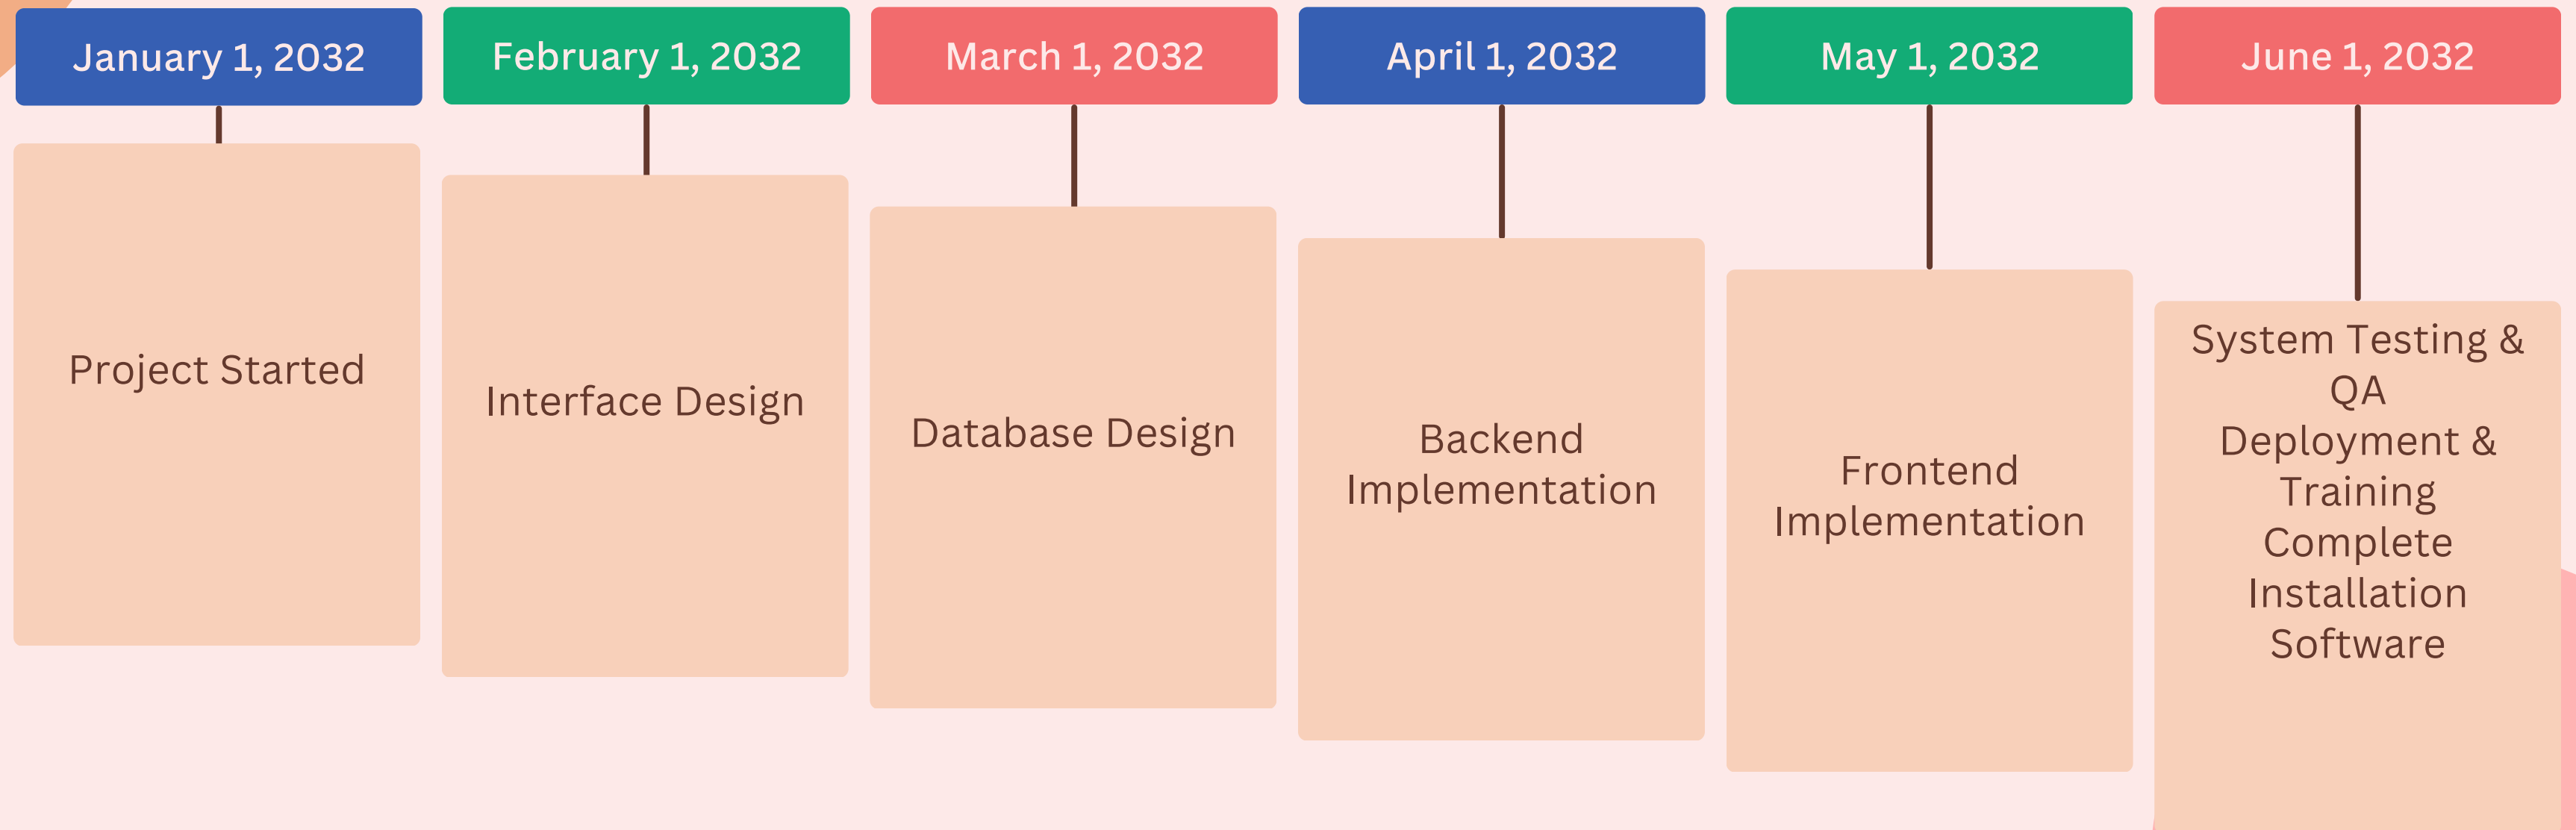 January 1, 2032
Project Started
February 1, 2032
Interface Design
March 1, 2032
Database Design
April 1, 2032
Backend
Implementation
May 1, 2032
Frontend
Implementation
June 1, 2032
System Testing &
QA
Deployment &
Training
Complete
Installation
Software